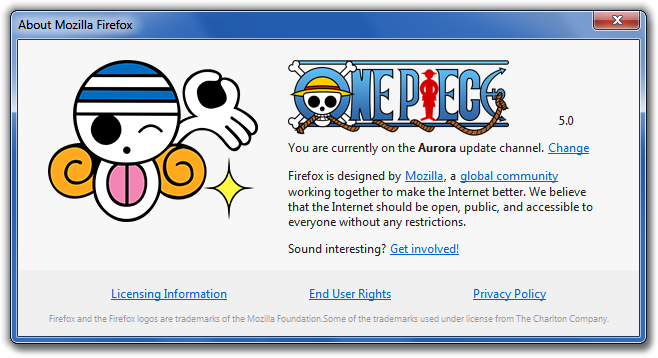 About Mozilla Firefox
ONE PIECE
5.0
You are currently on the Aurora update channel. Change
Firefox is designed by Mozilla, a global community
working together to make the Internet better. We believe
that the Internet should be open, public, and accessible to
everyone without any restrictions.
Sound interesting? Get involved!
Licensing Information End User Rights Privacy Policy
Firefox and the Firefox logos are trademarks of the Mozilla Foundation.Some of the trademarks used under license from The Charlton Company.